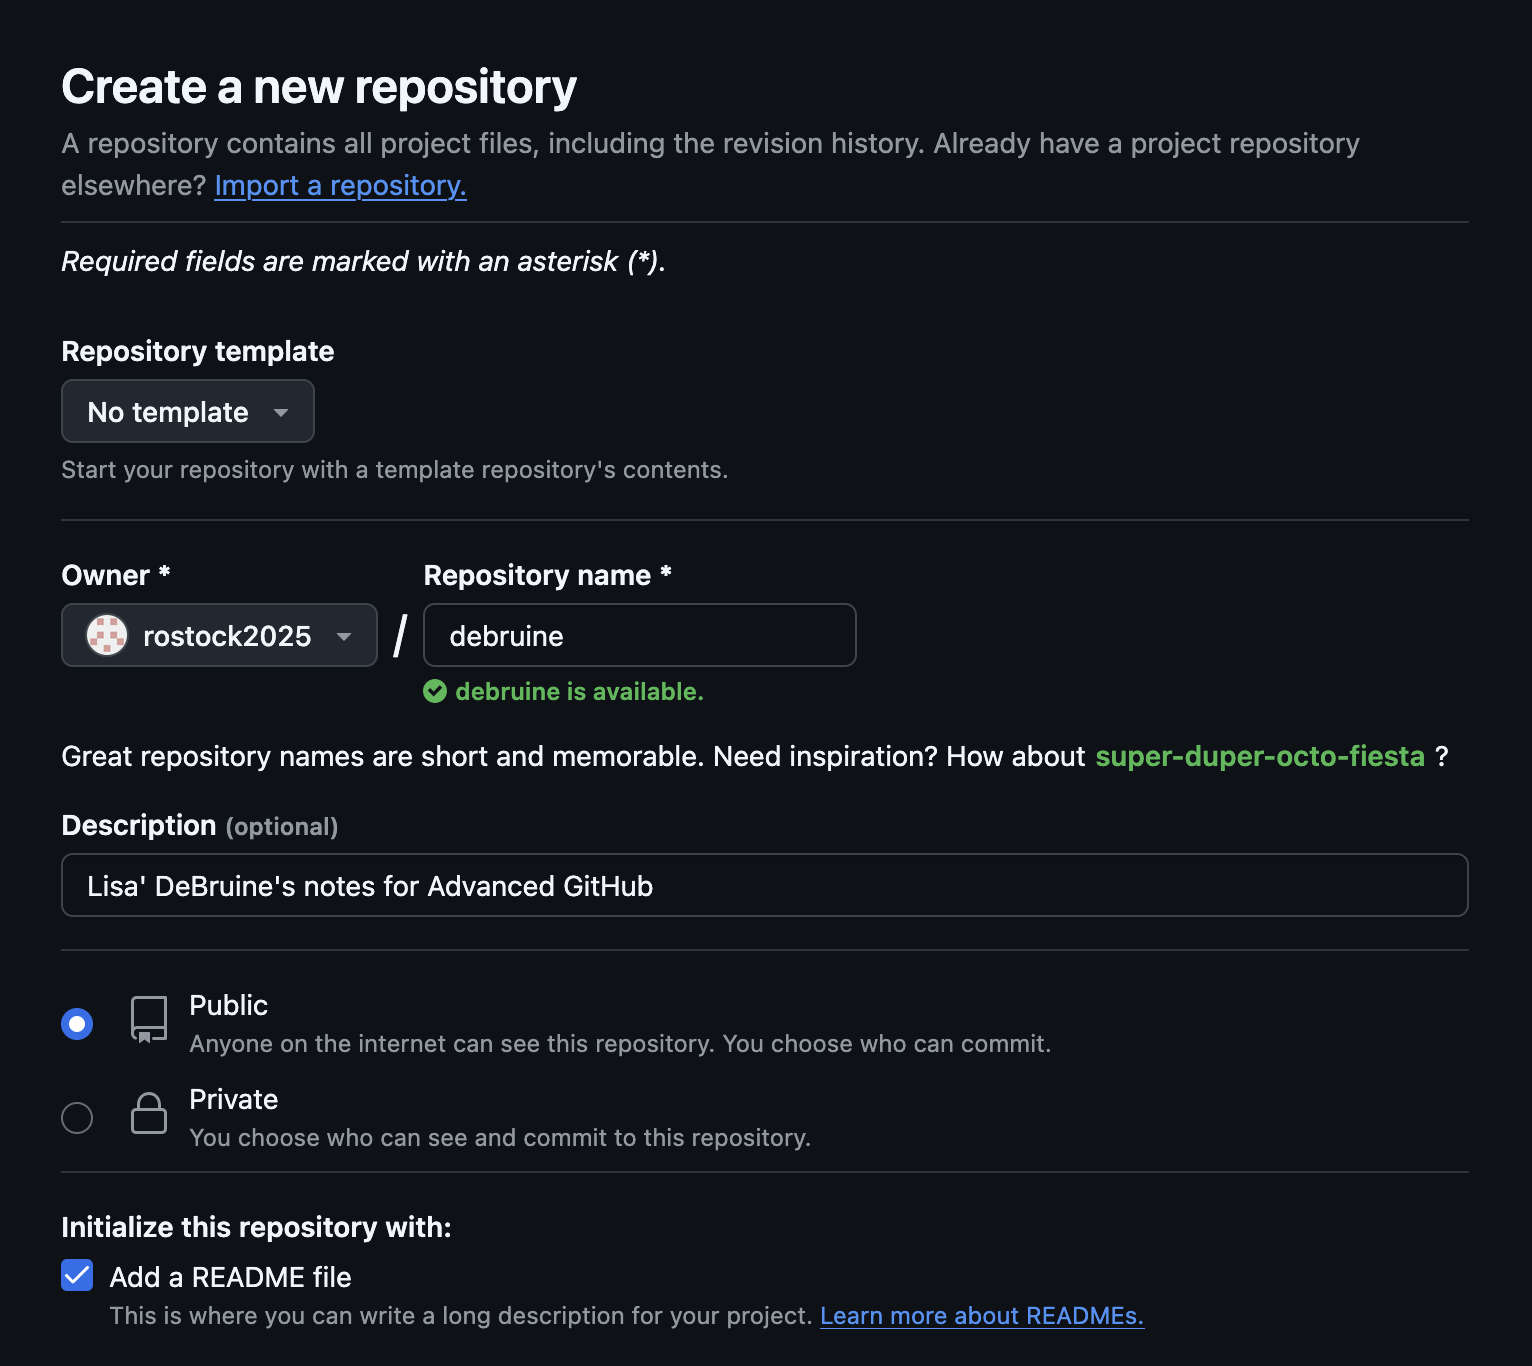 Create a new repository
A repository contains all project files, including the revision history. Already have a project repository
elsewhere? Import a repository.
Required fields are marked with an asterisk (*).
Repository template
No template
Start your repository with a template repository's contents.
Owner *
Repository name *
rostock2025 / debruine
debruine is available.
Great repository names are short and memorable. Need inspiration? How about super-duper-octo-fiesta ?
Description (optional)
Lisa' DeBruine's notes for Advanced GitHub
Public
Anyone on the internet can see this repository. You choose who can commit.
Private
You choose who can see and commit to this repository.
Initialize this repository with:
Add a README file
This is where you can write a long description for your project. Learn more about READMEs.